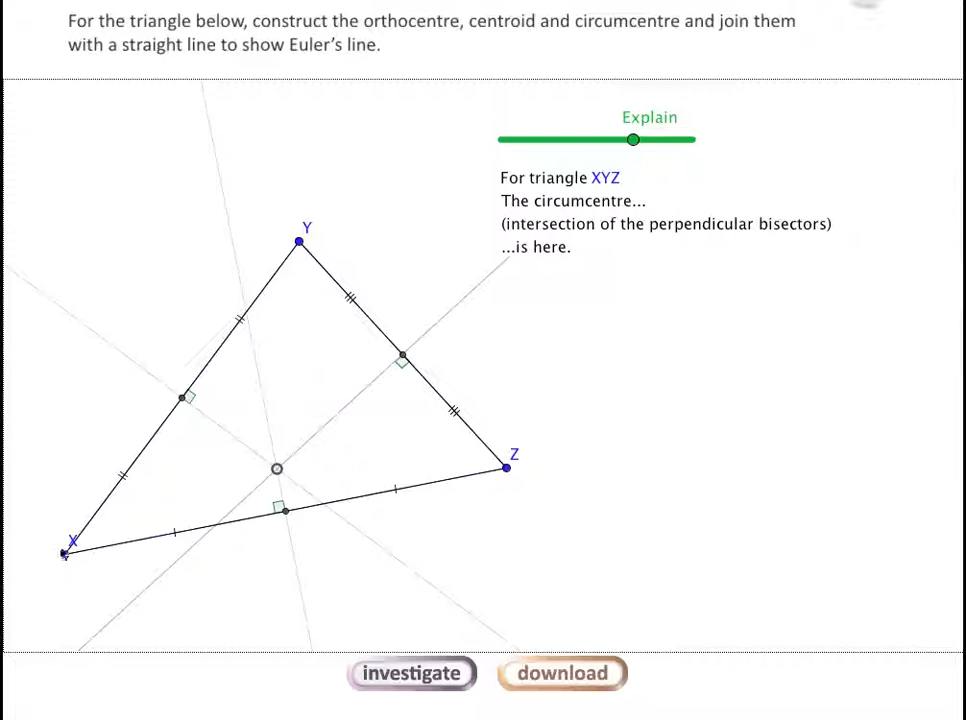 For the triangle below, construct the orthocentre, centroid and circumcentre and join them
with a straight line to show Euler's line.
Explain
For triangle XYZ
The circumcentre...
(intersection of the perpendicular bisectors)
...is here.
Y
Z
X
investigate
download